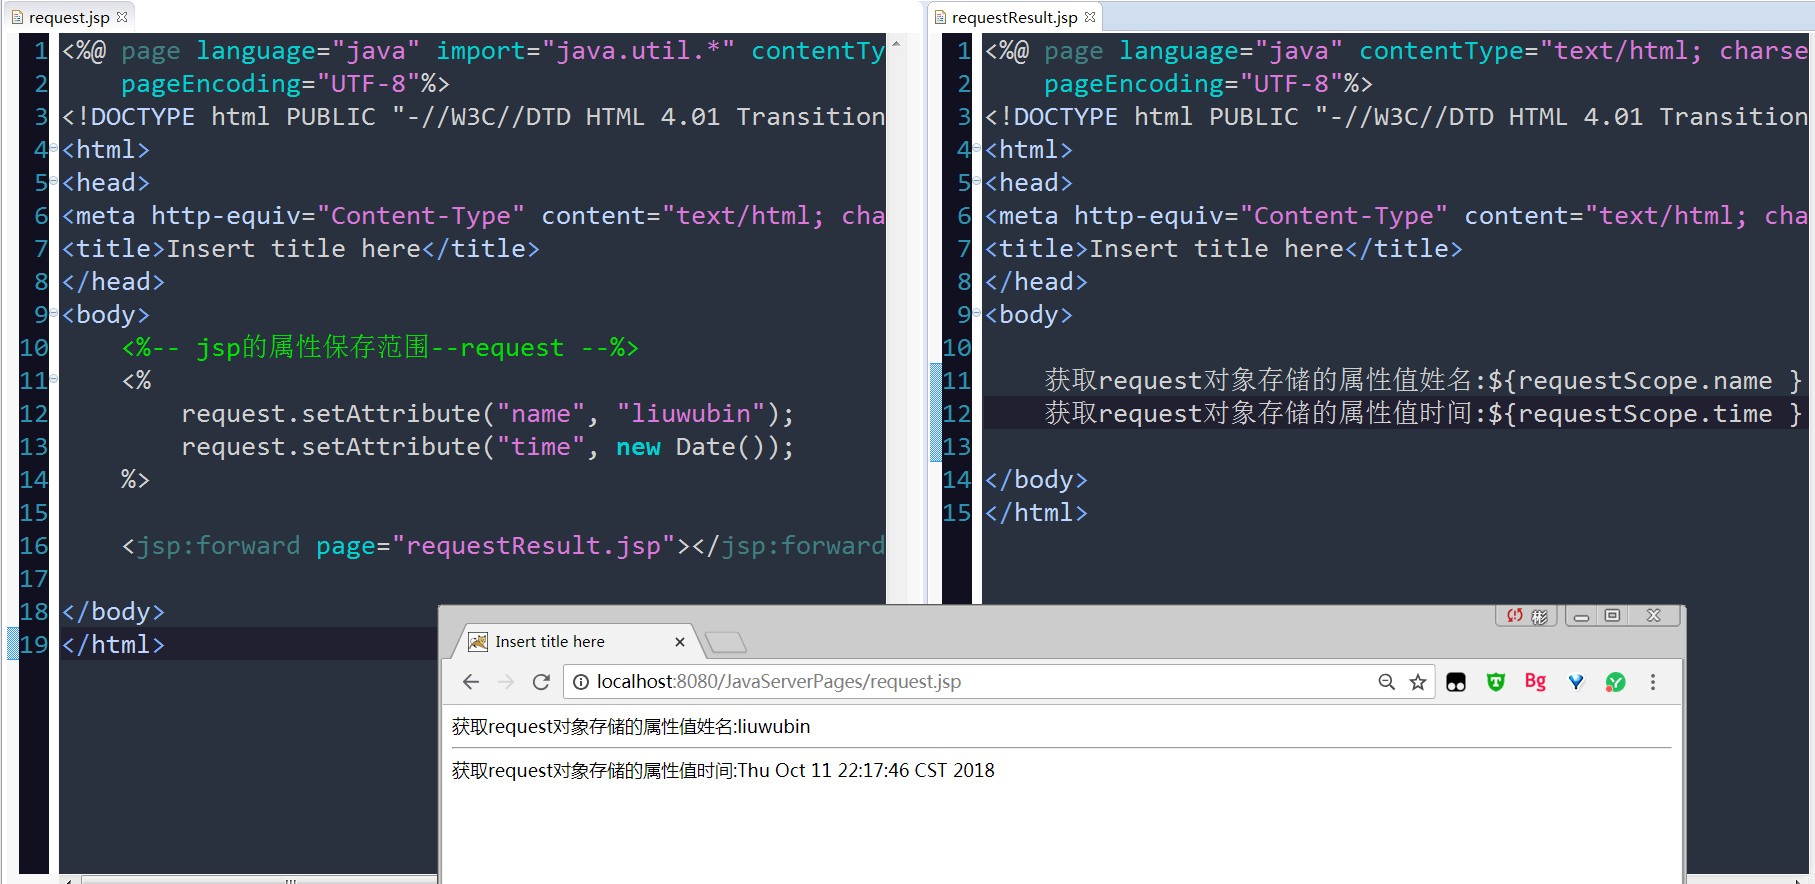 request.jsp
1 <%@ page language="java" import="java.util.*" contentTy
2 pageEncoding="UTF-8"%>
3 <!DOCTYPE html PUBLIC "-//W3C//DTD HTML 4.01 Transition
4 <html>
5 <head>
6 <meta http-equiv="Content-Type" content="text/html; cha
7 <title>Insert title here</title>
8 </head>
9 <body>
10 <%-- jsp的属性保存范围--request --%>
11 <%
12 request.setAttribute("name", "liuwubin");
13 request.setAttribute("time", new Date());
14 %>
15
16 <jsp:forward page="requestResult.jsp"></jsp:forward
17
18 </body>
19 </html>
requestResult.jsp
1 <%@ page language="java" contentType="text/html; charse
2 pageEncoding="UTF-8"%>
3 <!DOCTYPE html PUBLIC "-//W3C//DTD HTML 4.01 Transition
4 <html>
5 <head>
6 <meta http-equiv="Content-Type" content="text/html; cha
7 <title>Insert title here</title>
8 </head>
9 <body>
10
11 获取request对象存储的属性值姓名:${requestScope.name }
12 获取request对象存储的属性值时间:${requestScope.time }
13
14 </body>
15 </html>
彬
Insert title here
localhost:8080/JavaServerPages/request.jsp
Bg
获取request对象存储的属性值姓名:liuwubin
获取request对象存储的属性值时间:Thu Oct 11 22:17:46 CST 2018